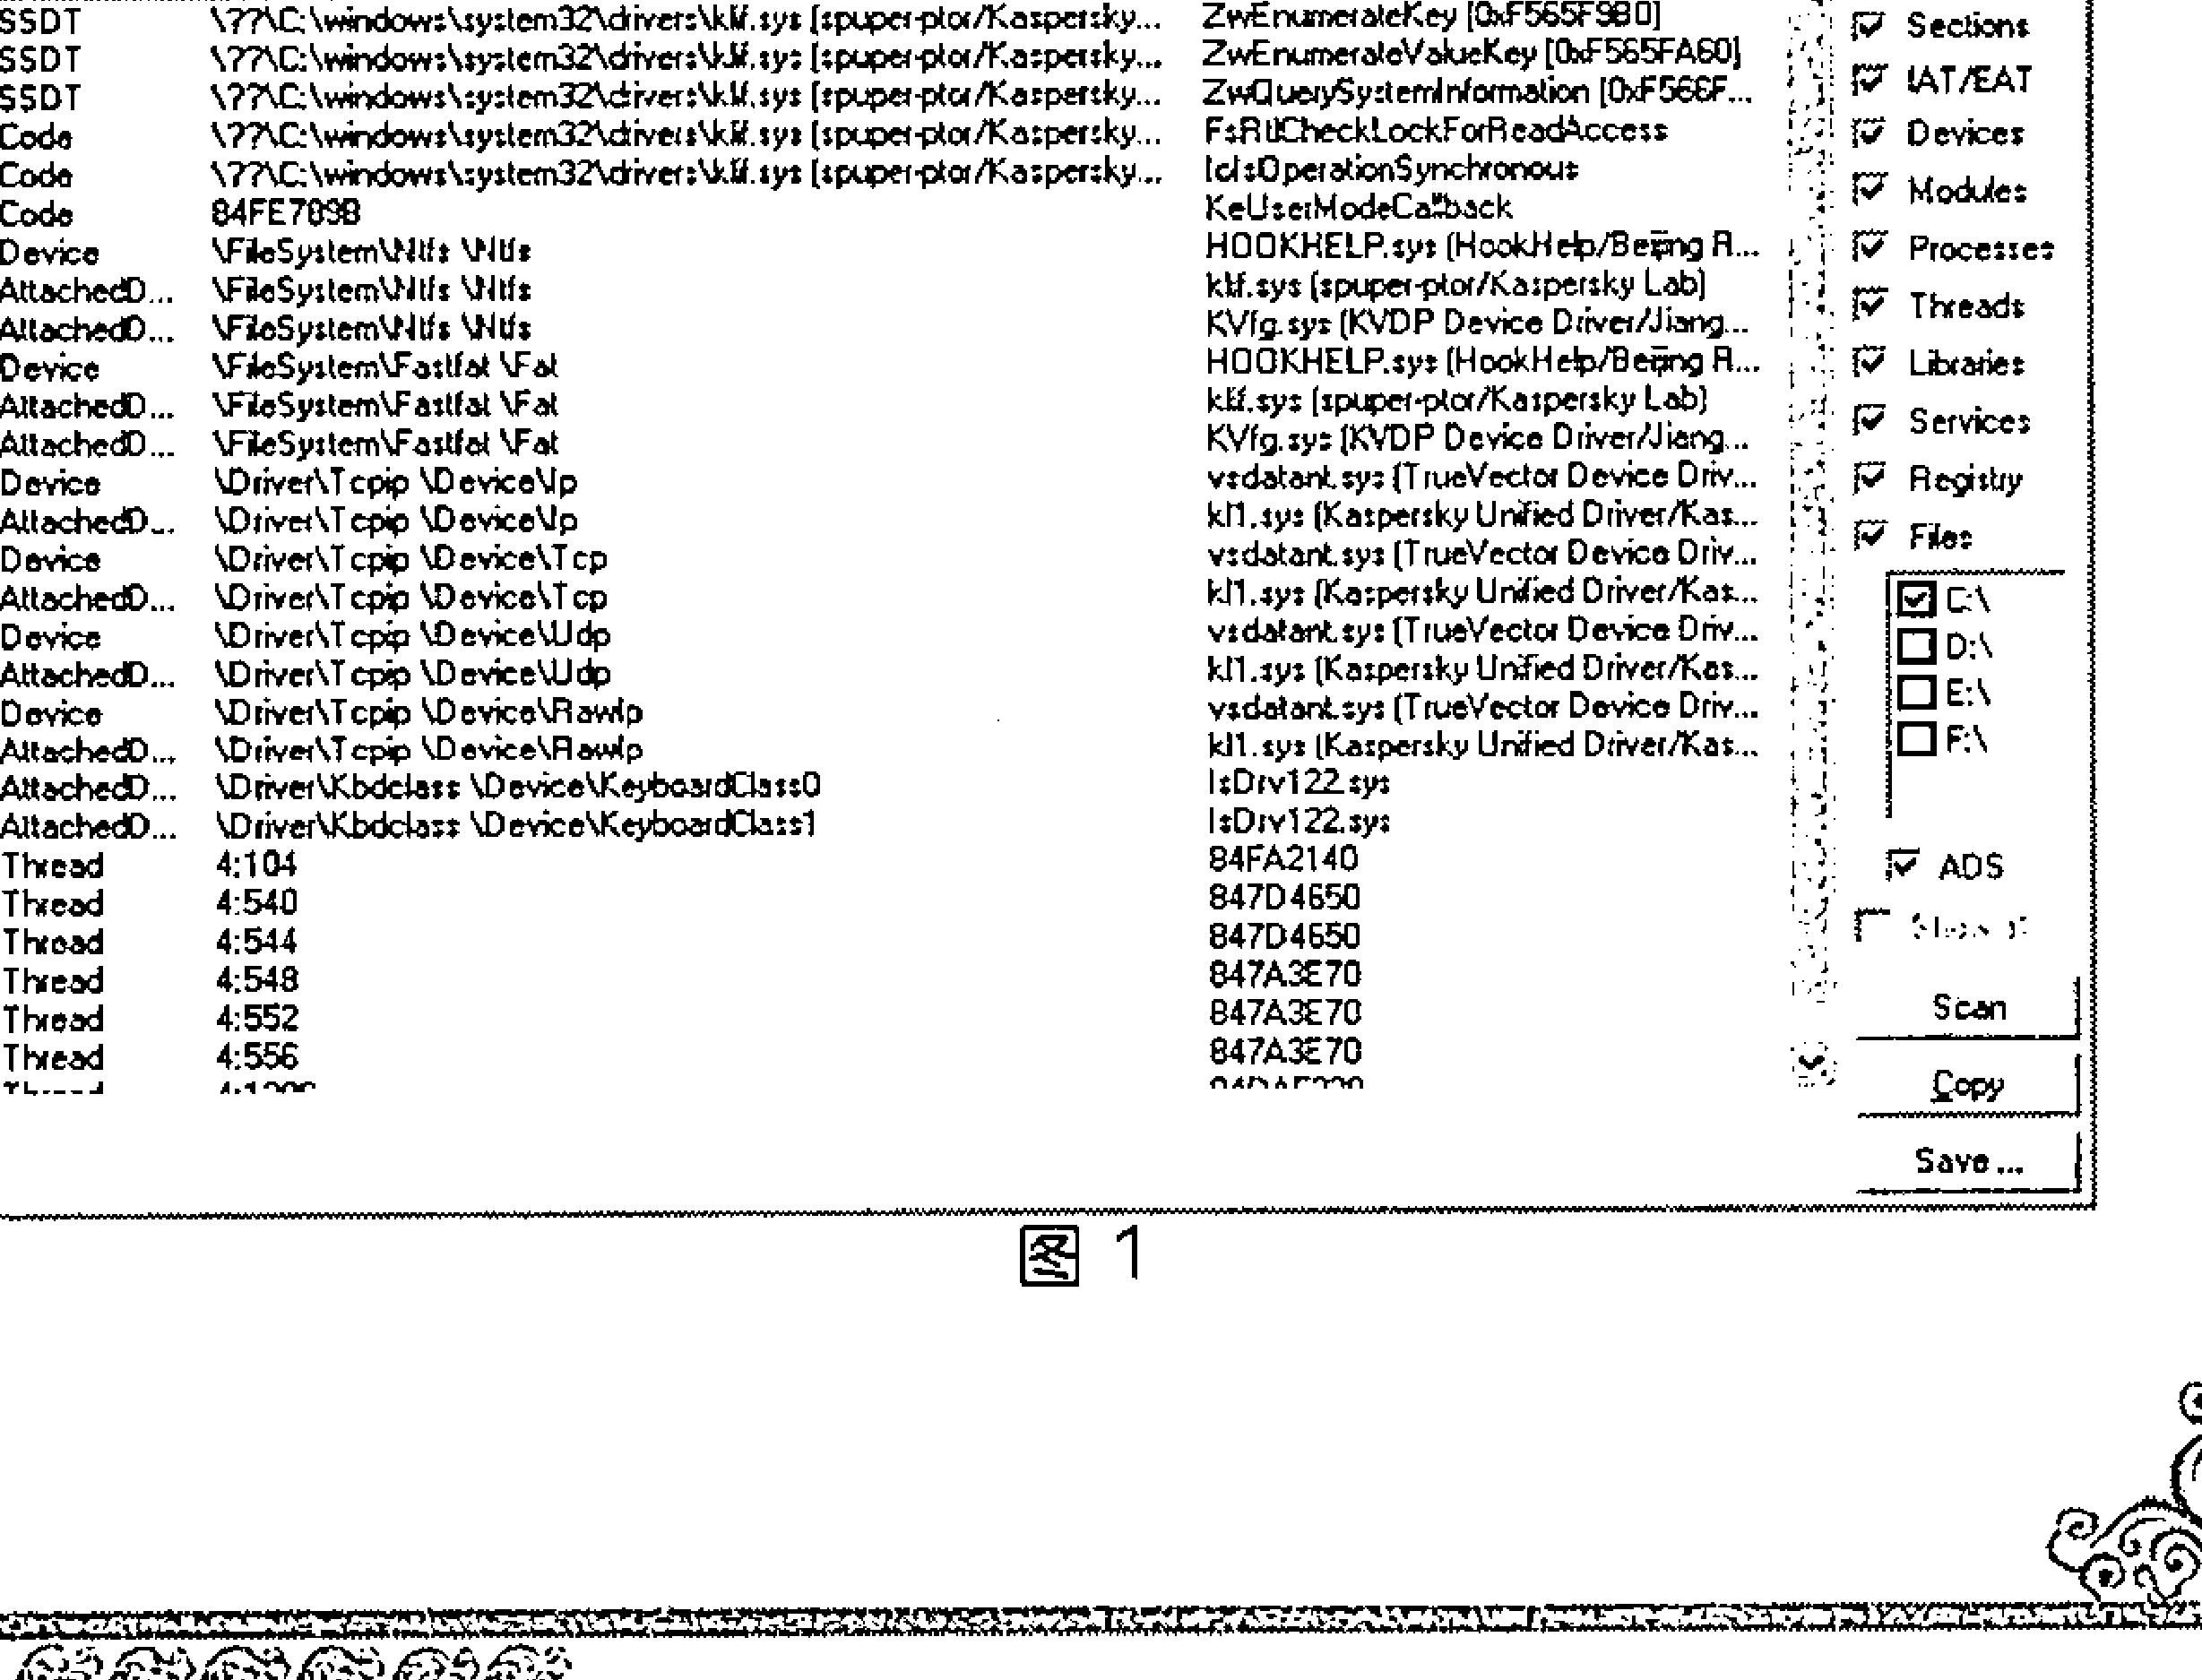 SSDT \??\C:\windows\system32\drivers\klif.sys [spuper-ptor/Kaspersky... ZwEnumerateKey [0xF565F9B0]
SSDT \??\C:\windows\system32\drivers\klif.sys [spuper-ptor/Kaspersky... ZwEnumerateValueKey [0xF565FA60]
SSDT \??\C:\windows\system32\drivers\klif.sys [spuper-ptor/Kaspersky... ZwQuerySystemInformation [0xF566F...
Code \??\C:\windows\system32\drivers\klif.sys [spuper-ptor/Kaspersky... FsRtlCheckLockForReadAccess
Code \??\C:\windows\system32\drivers\klif.sys [spuper-ptor/Kaspersky... IoIsOperationSynchronous
Code 84FE709B KeUserModeCallback
Device \FileSystem\Ntfs \Ntfs HOOKHELP.sys (HookHelp/Beijing R...
AttachedD... \FileSystem\Ntfs \Ntfs klif.sys (spuper-ptor/Kaspersky Lab)
AttachedD... \FileSystem\Ntfs \Ntfs KVfg.sys (KVDP Device Driver/Jiang...
Device \FileSystem\Fastfat \Fat HOOKHELP.sys (HookHelp/Beijing R...
AttachedD... \FileSystem\Fastfat \Fat klif.sys (spuper-ptor/Kaspersky Lab)
AttachedD... \FileSystem\Fastfat \Fat KVfg.sys (KVDP Device Driver/Jiang...
Device \Driver\Tcpip \Device\Ip vsdatant.sys (TrueVector Device Driv...
AttachedD... \Driver\Tcpip \Device\Ip kl1.sys (Kaspersky Unified Driver/Kas...
Device \Driver\Tcpip \Device\Tcp vsdatant.sys (TrueVector Device Driv...
AttachedD... \Driver\Tcpip \Device\Tcp kl1.sys (Kaspersky Unified Driver/Kas...
Device \Driver\Tcpip \Device\Udp vsdatant.sys (TrueVector Device Driv...
AttachedD... \Driver\Tcpip \Device\Udp kl1.sys (Kaspersky Unified Driver/Kas...
Device \Driver\Tcpip \Device\RawIp vsdatant.sys (TrueVector Device Driv...
AttachedD... \Driver\Tcpip \Device\RawIp kl1.sys (Kaspersky Unified Driver/Kas...
AttachedD... \Driver\Kbdclass \Device\KeyboardClass0 IsDrv122.sys
AttachedD... \Driver\Kbdclass \Device\KeyboardClass1 IsDrv122.sys
Thread 4:104 84FA2140
Thread 4:540 847D4650
Thread 4:544 847D4650
Thread 4:548 847A3E70
Thread 4:552 847A3E70
Thread 4:556 847A3E70
Sections
IAT/EAT
Devices
Modules
Processes
Threads
Libraries
Services
Registry
Files
C:\
D:\
E:\
F:\
ADS
Scan
Copy
Save ...
图 1